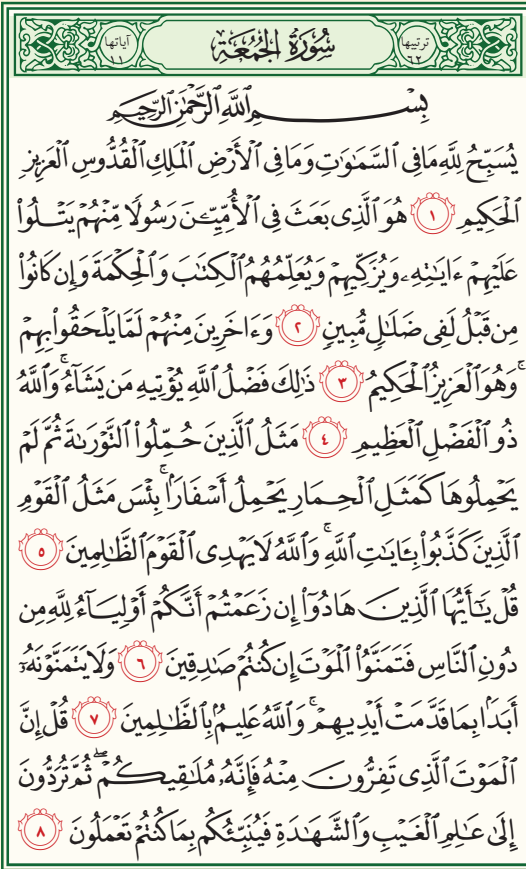 ترتيبها ٦٢ سُورَةُ الجُمُعَةِ آياتها ١١
بِسْمِ ٱللَّهِ ٱلرَّحْمَٰنِ ٱلرَّحِيمِ
يُسَبِّحُ لِلَّهِ مَا فِى ٱلسَّمَٰوَٰتِ وَمَا فِى ٱلْأَرْضِ ٱلْمَلِكِ ٱلْقُدُّوسِ ٱلْعَزِيزِ
ٱلْحَكِيمِ ١ هُوَ ٱلَّذِى بَعَثَ فِى ٱلْأُمِّيِّـۧنَ رَسُولًا مِّنْهُمْ يَتْلُوا۟
عَلَيْهِمْ ءَايَٰتِهِۦ وَيُزَكِّيهِمْ وَيُعَلِّمُهُمُ ٱلْكِتَٰبَ وَٱلْحِكْمَةَ وَإِن كَانُوا۟
مِن قَبْلُ لَفِى ضَلَٰلٍ مُّبِينٍ ٢ وَءَاخَرِينَ مِنْهُمْ لَمَّا يَلْحَقُوا۟ بِهِمْ
ۚ وَهُوَ ٱلْعَزِيزُ ٱلْحَكِيمُ ٣ ذَٰلِكَ فَضْلُ ٱللَّهِ يُؤْتِيهِ مَن يَشَآءُ ۚ وَٱللَّهُ
ذُو ٱلْفَضْلِ ٱلْعَظِيمِ ٤ مَثَلُ ٱلَّذِينَ حُمِّلُوا۟ ٱلتَّوْرَىٰةَ ثُمَّ لَمْ
يَحْمِلُوهَا كَمَثَلِ ٱلْحِمَارِ يَحْمِلُ أَسْفَارًۢا ۚ بِئْسَ مَثَلُ ٱلْقَوْمِ
ٱلَّذِينَ كَذَّبُوا۟ بِـَٔايَٰتِ ٱللَّهِ ۚ وَٱللَّهُ لَا يَهْدِى ٱلْقَوْمَ ٱلظَّٰلِمِينَ ٥
قُلْ يَٰٓأَيُّهَا ٱلَّذِينَ هَادُوٓا۟ إِن زَعَمْتُمْ أَنَّكُمْ أَوْلِيَآءُ لِلَّهِ مِن
دُونِ ٱلنَّاسِ فَتَمَنَّوُا۟ ٱلْمَوْتَ إِن كُنتُمْ صَٰدِقِينَ ٦ وَلَا يَتَمَنَّوْنَهُۥٓ
أَبَدًۢا بِمَا قَدَّمَتْ أَيْدِيهِمْ ۚ وَٱللَّهُ عَلِيمٌۢ بِٱلظَّٰلِمِينَ ٧ قُلْ إِنَّ
ٱلْمَوْتَ ٱلَّذِى تَفِرُّونَ مِنْهُ فَإِنَّهُۥ مُلَٰقِيكُمْ ۖ ثُمَّ تُرَدُّونَ
إِلَىٰ عَٰلِمِ ٱلْغَيْبِ وَٱلشَّهَٰدَةِ فَيُنَبِّئُكُم بِمَا كُنتُمْ تَعْمَلُونَ ٨